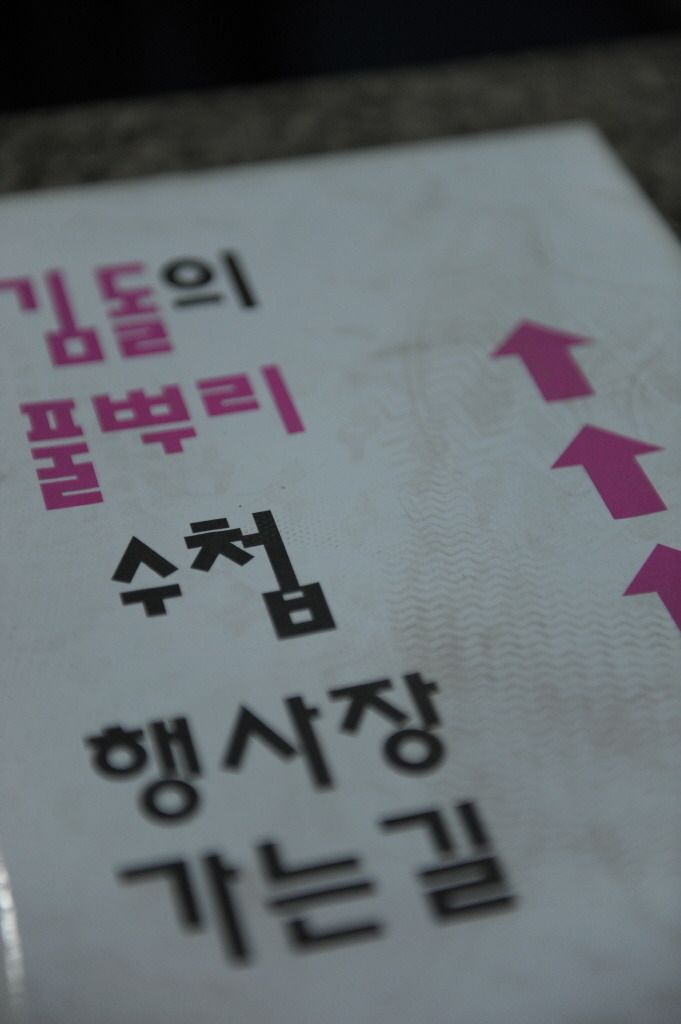 김돌의
풀뿌리
수첩
행사장
가는길